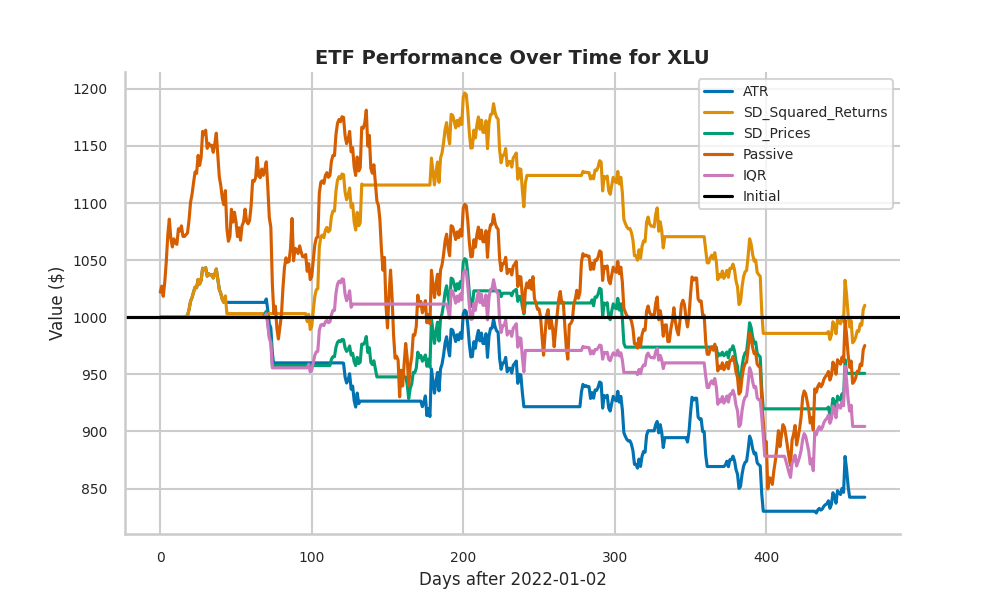 ETF Performance Over Time for XLU
ATR
SD_Squared_Returns
SD_Prices
Passive
IQR
Initial
Value ($)
1200
1150
1100
1050
1000
950
900
850
0 100 200 300 400
Days after 2022-01-02